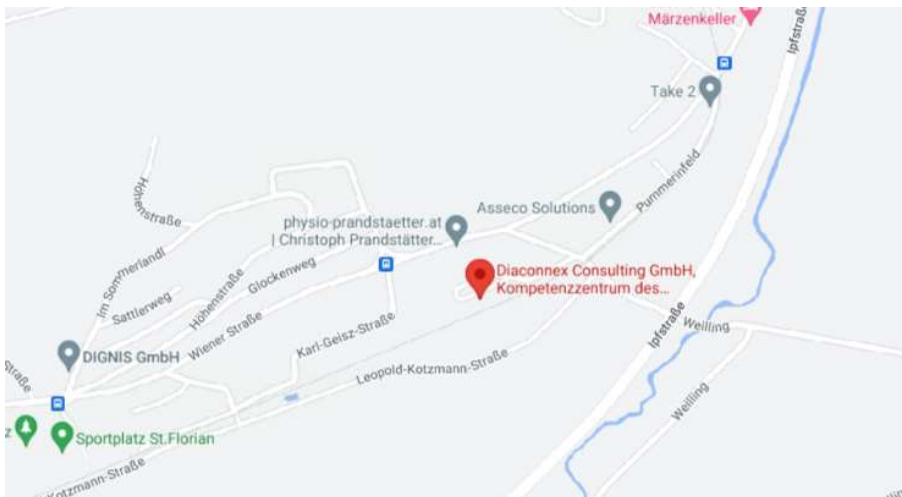 Märzenkeller
Ipfstraße
Take 2
Pummerinfeld
Höhenstraße
Asseco Solutions
physio-prandstaetter.at
| Christoph Prandstätter...
Diaconnex Consulting GmbH,
Kompetenzzentrum des...
Im Sommerlandl
Sattlerweg
Höhenstraße
Glockenweg
Wiener Straße
Karl-Geisz-Straße
Ipfstraße
Weilling
DIGNIS GmbH
Leopold-Kotzmann-Straße
Straße
Weilling
z
Sportplatz St.Florian
-Kotzmann-Straße